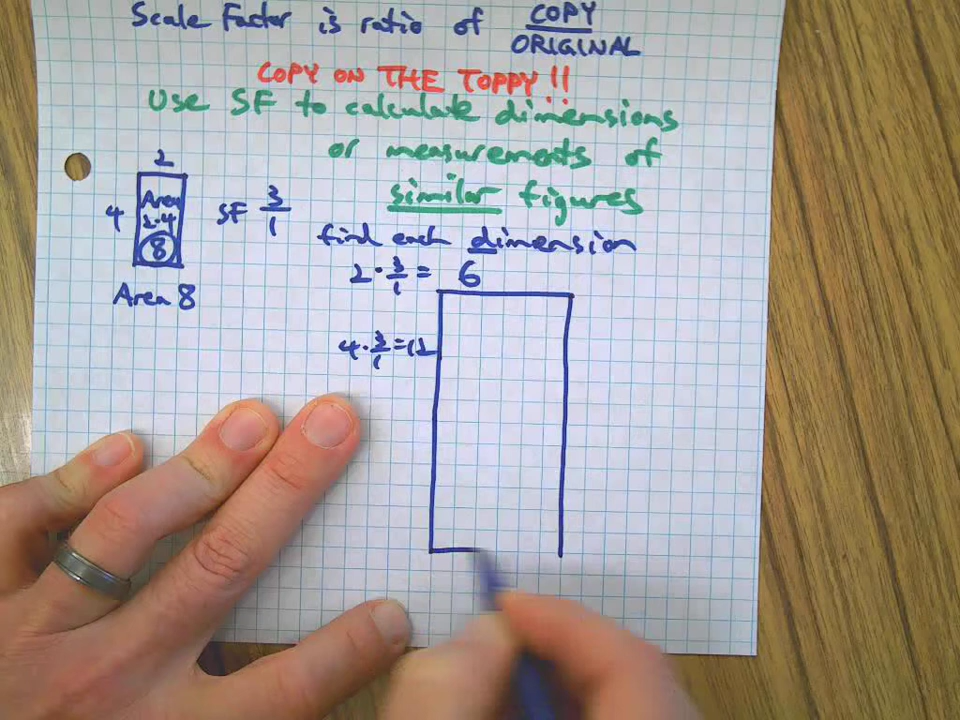 Scale Factor is ratio of COPY
ORIGINAL
COPY ON THE TOPPY!!
Use SF to calculate dimensions
or measurements of
similar figures
2
4
Area
2·4
8
Area 8
SF 3/1
find each dimension
2·3/1= 6
4·3/1=12